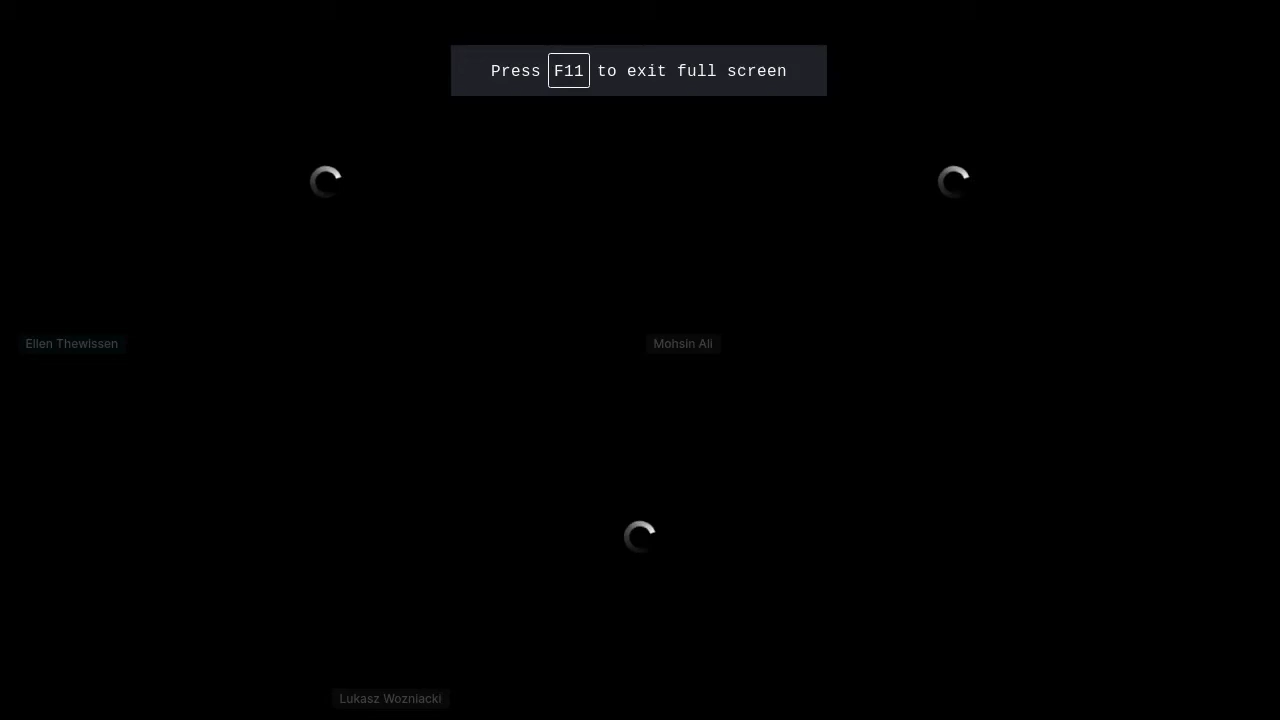 Press F11 to exit full screen
Ellen Thewissen
Mohsin Ali
Lukasz Wozniacki